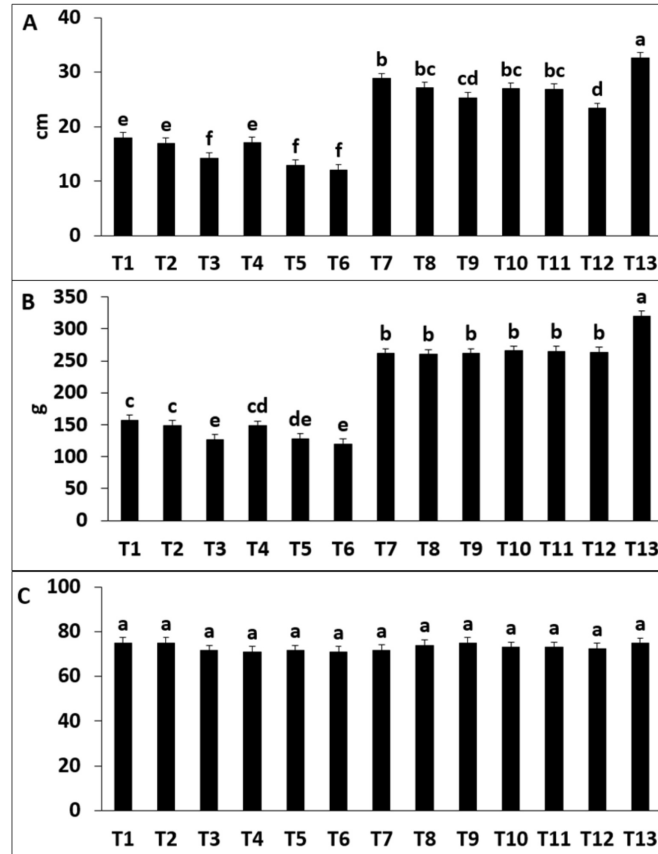 A
40
30
20
10
0
cm
e e f e f f b bc cd bc bc d a
T1 T2 T3 T4 T5 T6 T7 T8 T9 T10 T11 T12 T13
B
350
300
250
200
150
100
50
0
g
c c e cd de e b b b b b b a
T1 T2 T3 T4 T5 T6 T7 T8 T9 T10 T11 T12 T13
C
100
80
60
40
20
0
a a a a a a a a a a a a a
T1 T2 T3 T4 T5 T6 T7 T8 T9 T10 T11 T12 T13